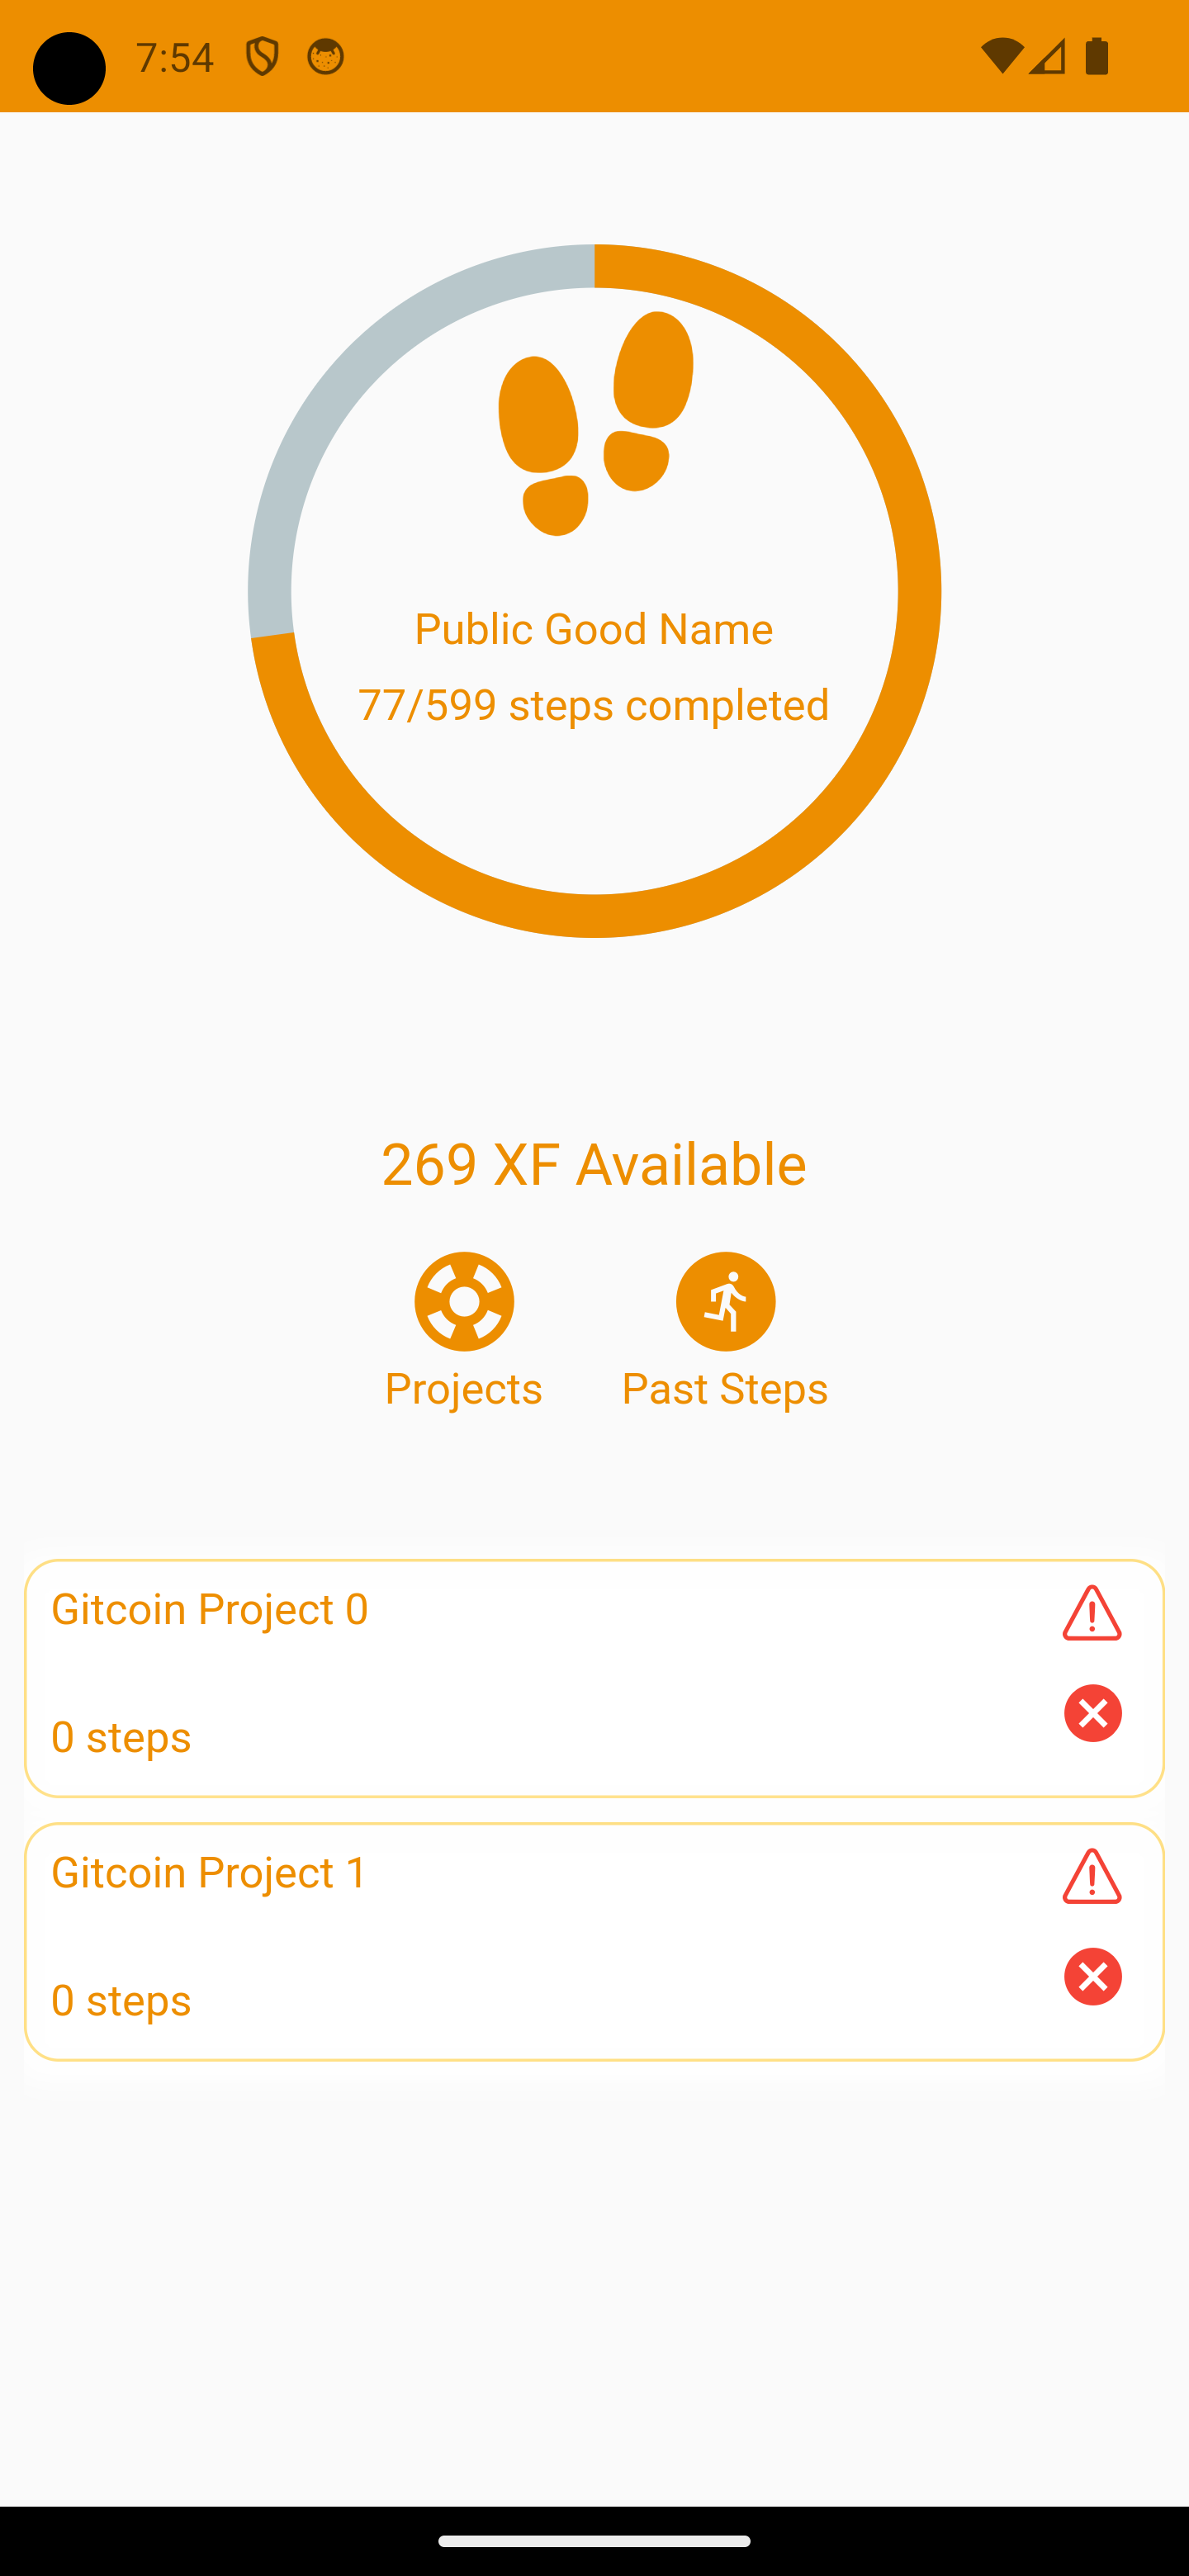 7:54
Public Good Name
77/599 steps completed
269 XF Available
Projects
Past Steps
Gitcoin Project 0
0 steps
Gitcoin Project 1
0 steps